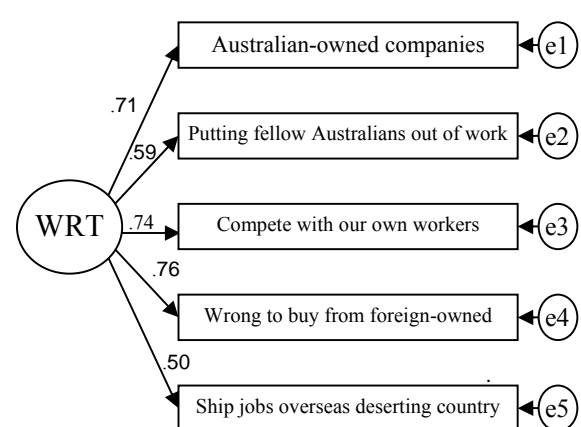 Australian-owned companies
e1
.71
Putting fellow Australians out of work
e2
.59
WRT
.74
Compete with our own workers
e3
.76
Wrong to buy from foreign-owned
e4
.50
Ship jobs overseas deserting country
e5